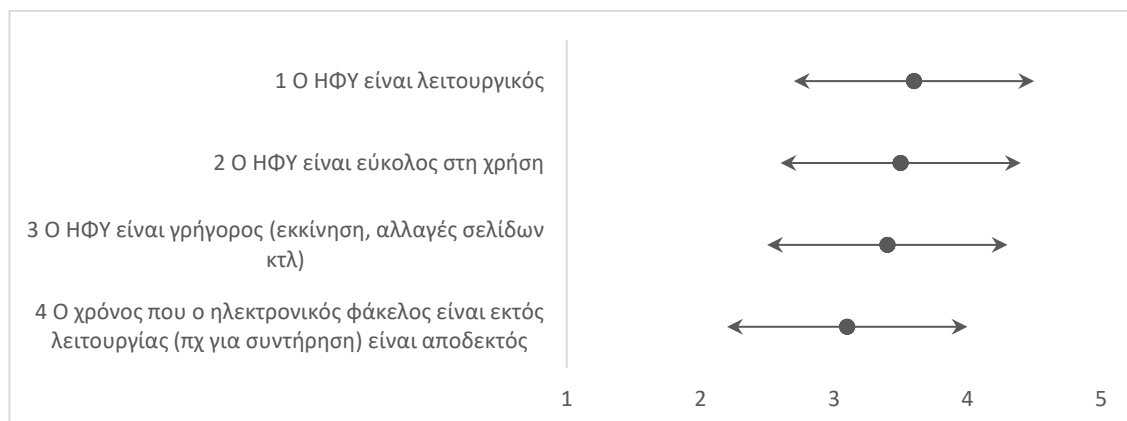 1 Ο ΗΦΥ είναι λειτουργικός
2 Ο ΗΦΥ είναι εύκολος στη χρήση
3 Ο ΗΦΥ είναι γρήγορος (εκκίνηση, αλλαγές σελίδων
κτλ)
4 Ο χρόνος που ο ηλεκτρονικός φάκελος είναι εκτός
λειτουργίας (πχ για συντήρηση) είναι αποδεκτός
1 2 3 4 5